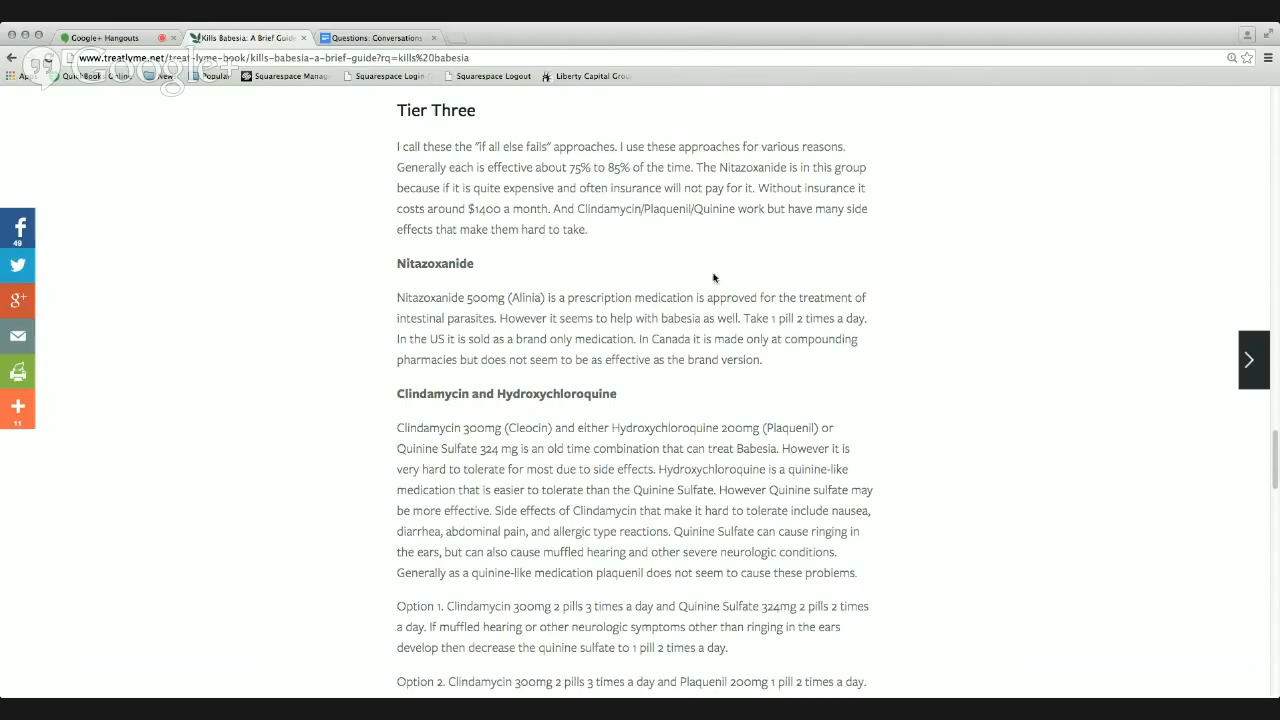 Google+ Hangouts
Kills Babesia: A Brief Guide
Questions: Conversations
www.treatlyme.net/treat-lyme-book/kills-babesia-a-brief-guide?rq=kills%20babesia
Google+
Apps
QuickBooks Online
New
Popular
Squarespace Manag
Squarespace Login
Squarespace Logout
Liberty Capital Grou
Tier Three
I call these the "if all else fails" approaches. I use these approaches for various reasons.
Generally each is effective about 75% to 85% of the time. The Nitazoxanide is in this group
because if it is quite expensive and often insurance will not pay for it. Without insurance it
costs around $1400 a month. And Clindamycin/Plaquenil/Quinine work but have many side
effects that make them hard to take.
49
Nitazoxanide
Nitazoxanide 500mg (Alinia) is a prescription medication is approved for the treatment of
intestinal parasites. However it seems to help with babesia as well. Take 1 pill 2 times a day.
In the US it is sold as a brand only medication. In Canada it is made only at compounding
pharmacies but does not seem to be as effective as the brand version.
Clindamycin and Hydroxychloroquine
11
Clindamycin 300mg (Cleocin) and either Hydroxychloroquine 200mg (Plaquenil) or
Quinine Sulfate 324 mg is an old time combination that can treat Babesia. However it is
very hard to tolerate for most due to side effects. Hydroxychloroquine is a quinine-like
medication that is easier to tolerate than the Quinine Sulfate. However Quinine sulfate may
be more effective. Side effects of Clindamycin that make it hard to tolerate include nausea,
diarrhea, abdominal pain, and allergic type reactions. Quinine Sulfate can cause ringing in
the ears, but can also cause muffled hearing and other severe neurologic conditions.
Generally as a quinine-like medication plaquenil does not seem to cause these problems.
Option 1. Clindamycin 300mg 2 pills 3 times a day and Quinine Sulfate 324mg 2 pills 2 times
a day. If muffled hearing or other neurologic symptoms other than ringing in the ears
develop then decrease the quinine sulfate to 1 pill 2 times a day.
Option 2. Clindamycin 300mg 2 pills 3 times a day and Plaquenil 200mg 1 pill 2 times a day.